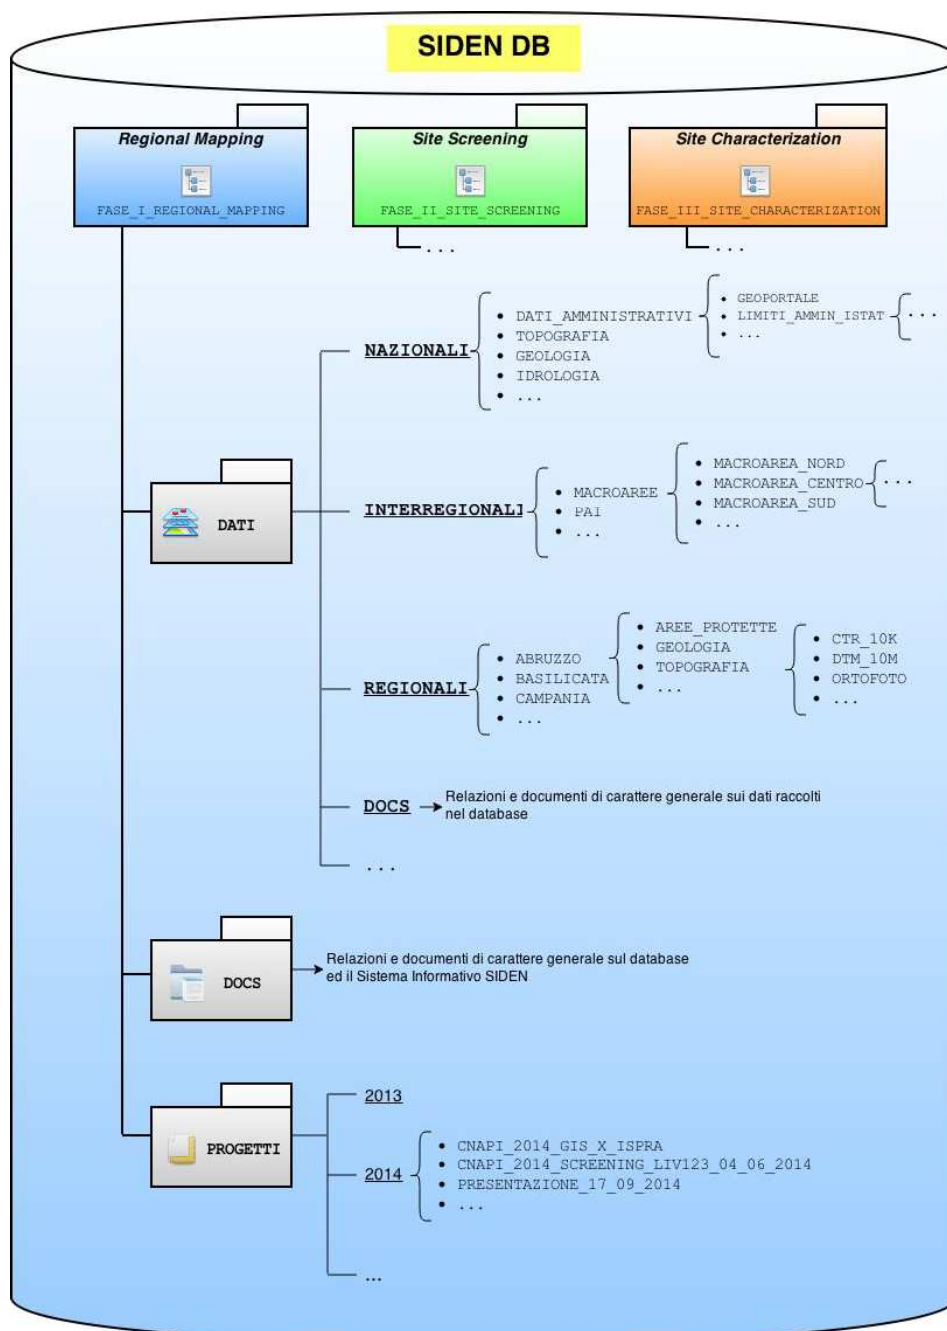 SIDEN DB
Regional Mapping
FASE_I_REGIONAL_MAPPING
Site Screening
FASE_II_SITE_SCREENING
...
Site Characterization
FASE_III_SITE_CHARACTERIZATION
...
DATI
NAZIONALI
• DATI_AMMINISTRATIVI
• TOPOGRAFIA
• GEOLOGIA
• IDROLOGIA
• ...
• GEOPORTALE
• LIMITI_AMMIN_ISTAT
• ...
...
INTERREGIONALI
• MACROAREE
• PAI
• ...
• MACROAREA_NORD
• MACROAREA_CENTRO
• MACROAREA_SUD
• ...
...
REGIONALI
• ABRUZZO
• BASILICATA
• CAMPANIA
• ...
• AREE_PROTETTE
• GEOLOGIA
• TOPOGRAFIA
• ...
• CTR_10K
• DTM_10M
• ORTOFOTO
• ...
DOCS
Relazioni e documenti di carattere generale sui dati raccolti
nel database
...
DOCS
Relazioni e documenti di carattere generale sul database
ed il Sistema Informativo SIDEN
PROGETTI
2013
2014
• CNAPI_2014_GIS_X_ISPRA
• CNAPI_2014_SCREENING_LIV123_04_06_2014
• PRESENTAZIONE_17_09_2014
• ...
...